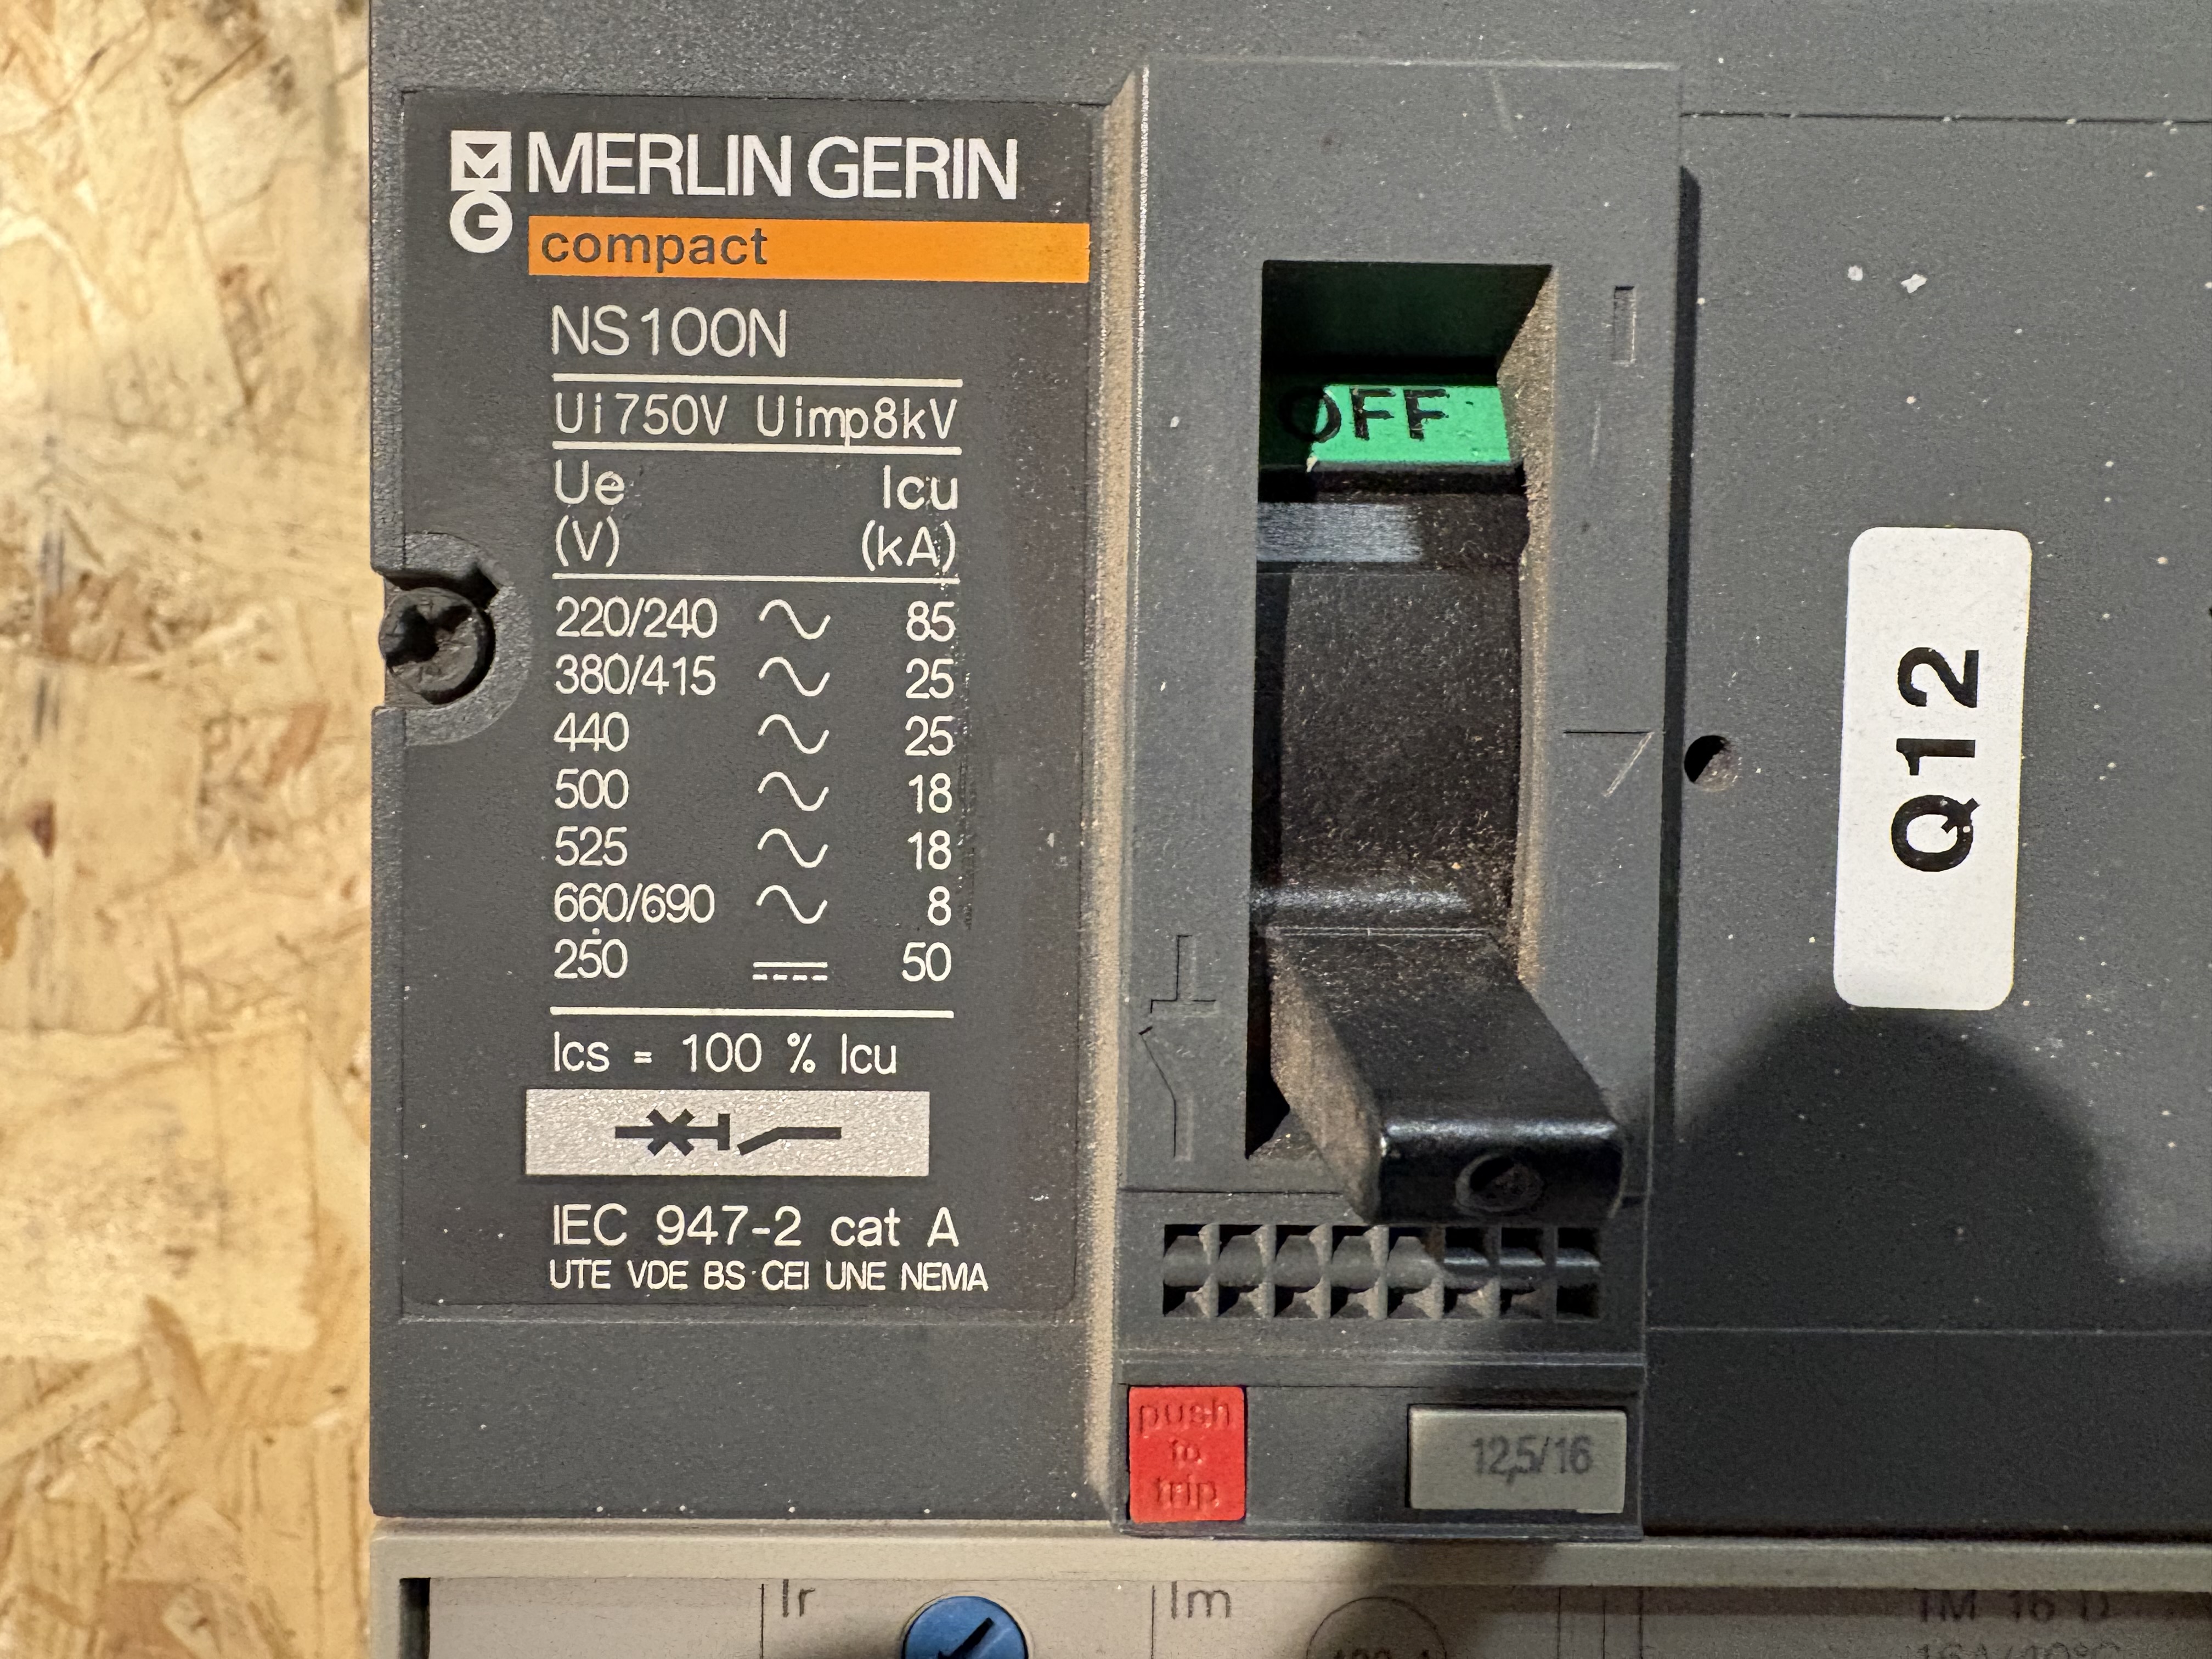 MERLIN GERIN
compact
NS100N
Ui750V Uimp8kV
Ue Icu
(V) (kA)
220/240 85
380/415 25
440 25
500 18
525 18
660/690 8
250 50
Ics = 100 % Icu
IEC 947-2 cat A
UTE VDE BS CEI UNE NEMA
OFF
Q12
push
to
trip
12,5/16
Ir
Im
TM 16 D